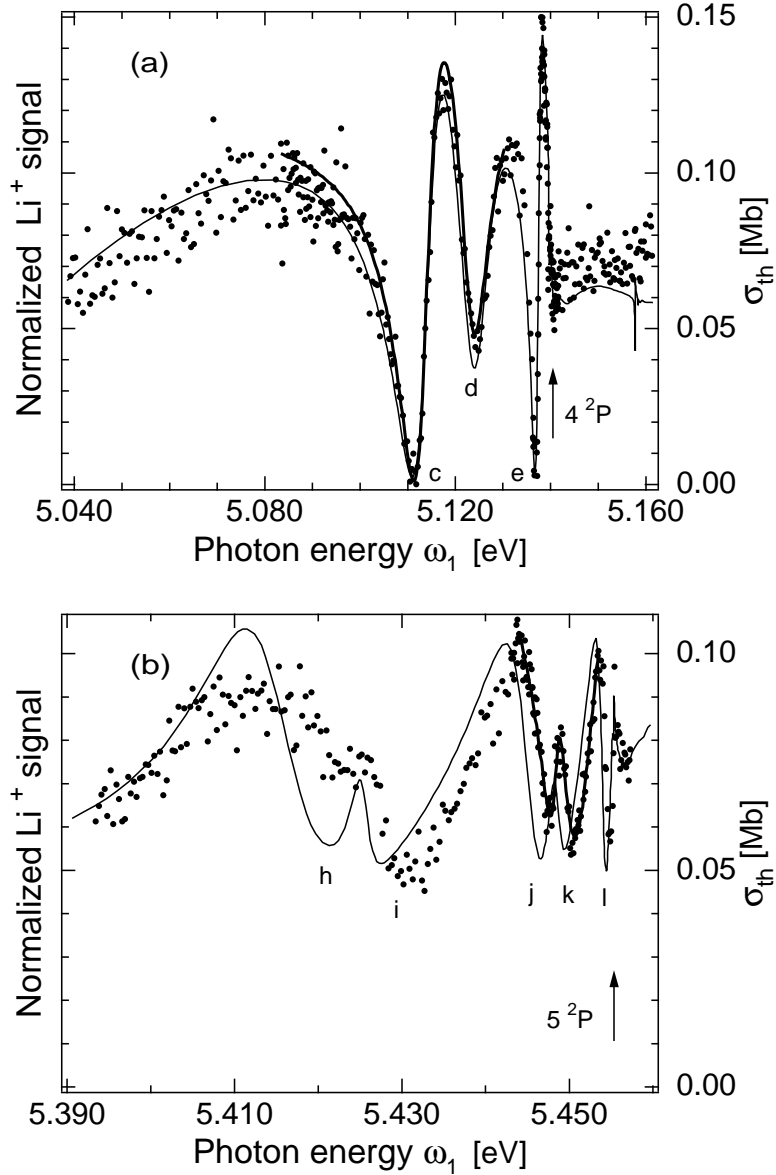 (a)
Normalized Li⁺ signal
0.15
0.10
0.05
0.00
σth [Mb]
c
d
e
4 ²P
5.040
5.080
5.120
5.160
Photon energy ω₁ [eV]
(b)
Normalized Li⁺ signal
0.10
0.05
0.00
σth [Mb]
h
i
j
k
l
5 ²P
5.390
5.410
5.430
5.450
Photon energy ω₁ [eV]